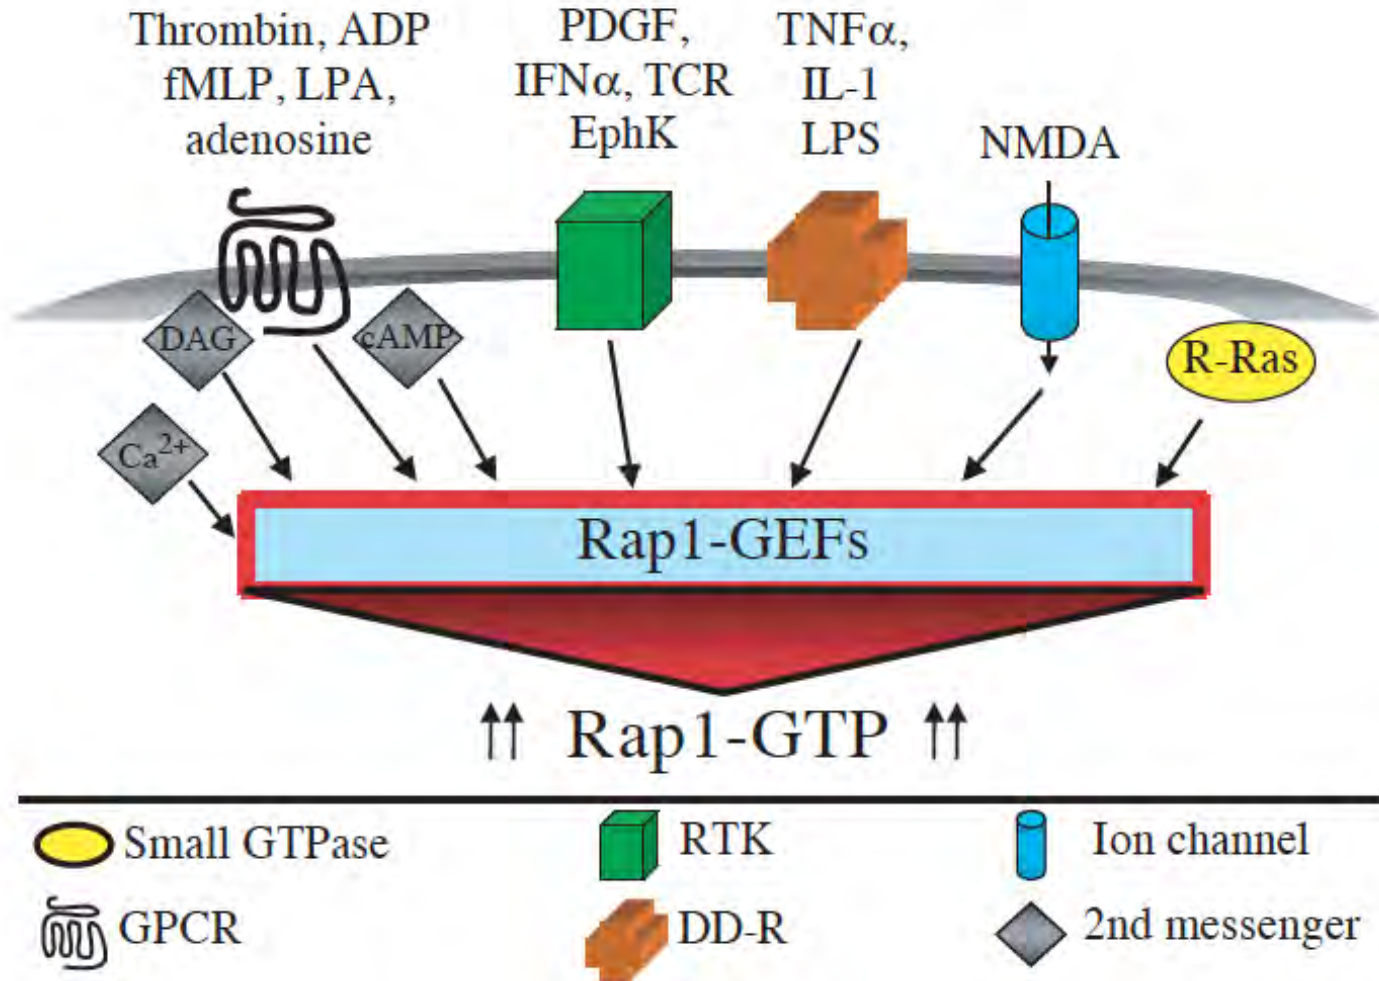 Thrombin, ADP
fMLP, LPA,
adenosine
PDGF,
IFNα, TCR
EphK
TNFα,
IL-1
LPS
NMDA
DAG
cAMP
R-Ras
Ca²⁺
Rap1-GEFs
↑↑ Rap1-GTP ↑↑
Small GTPase
RTK
Ion channel
GPCR
DD-R
2nd messenger